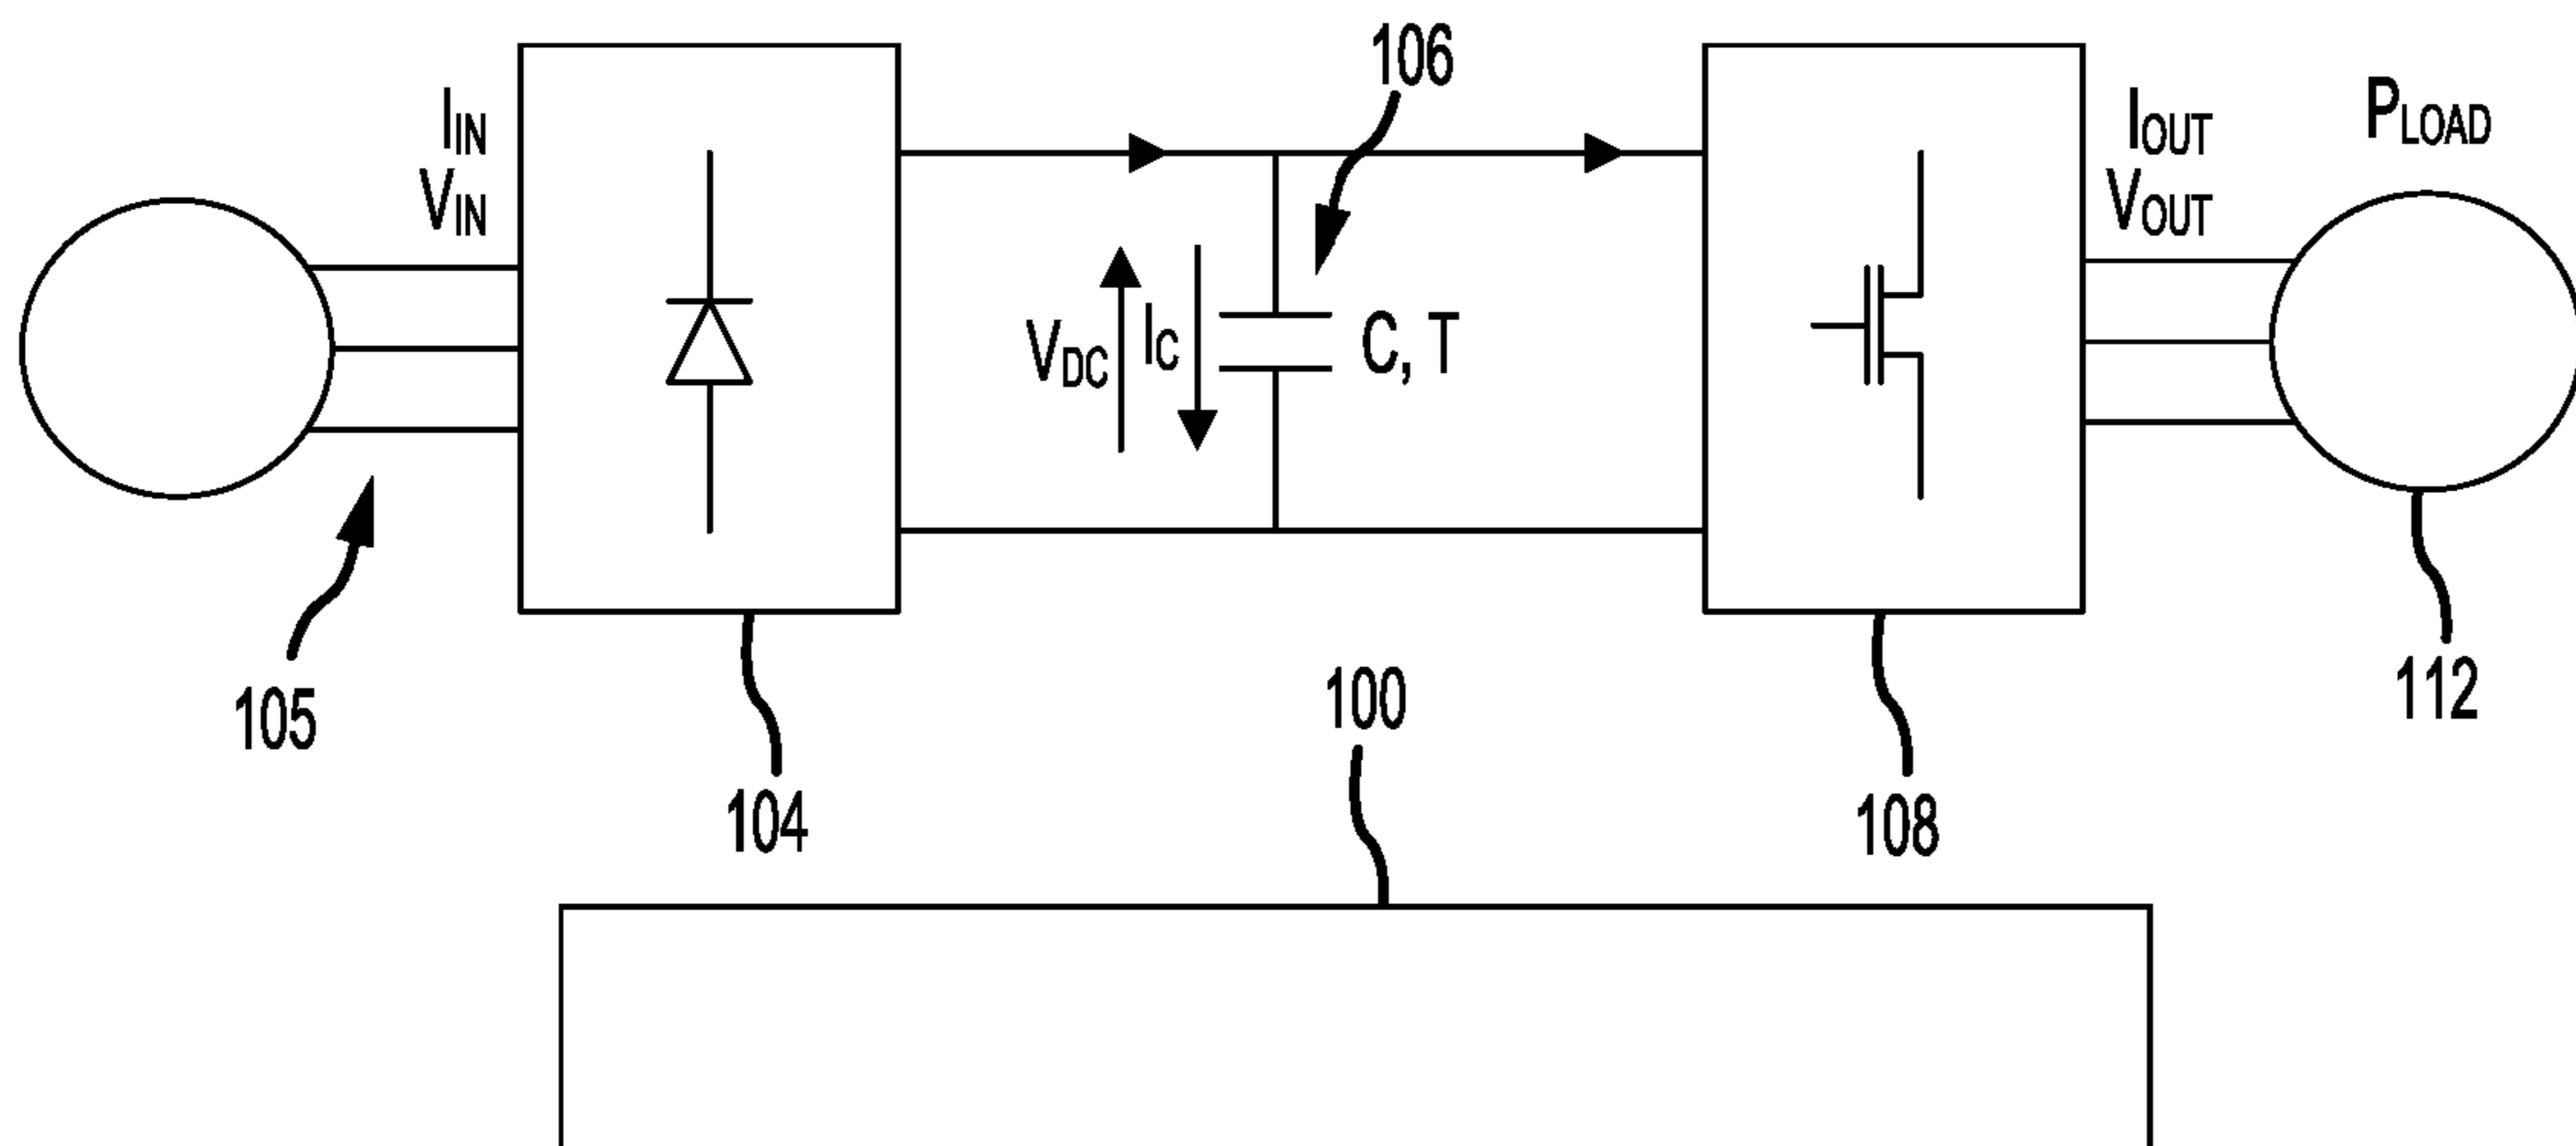 106
I_IN
V_IN
I_OUT
V_OUT
P_LOAD
V_DC
I_C
C, T
105
104
100
108
112